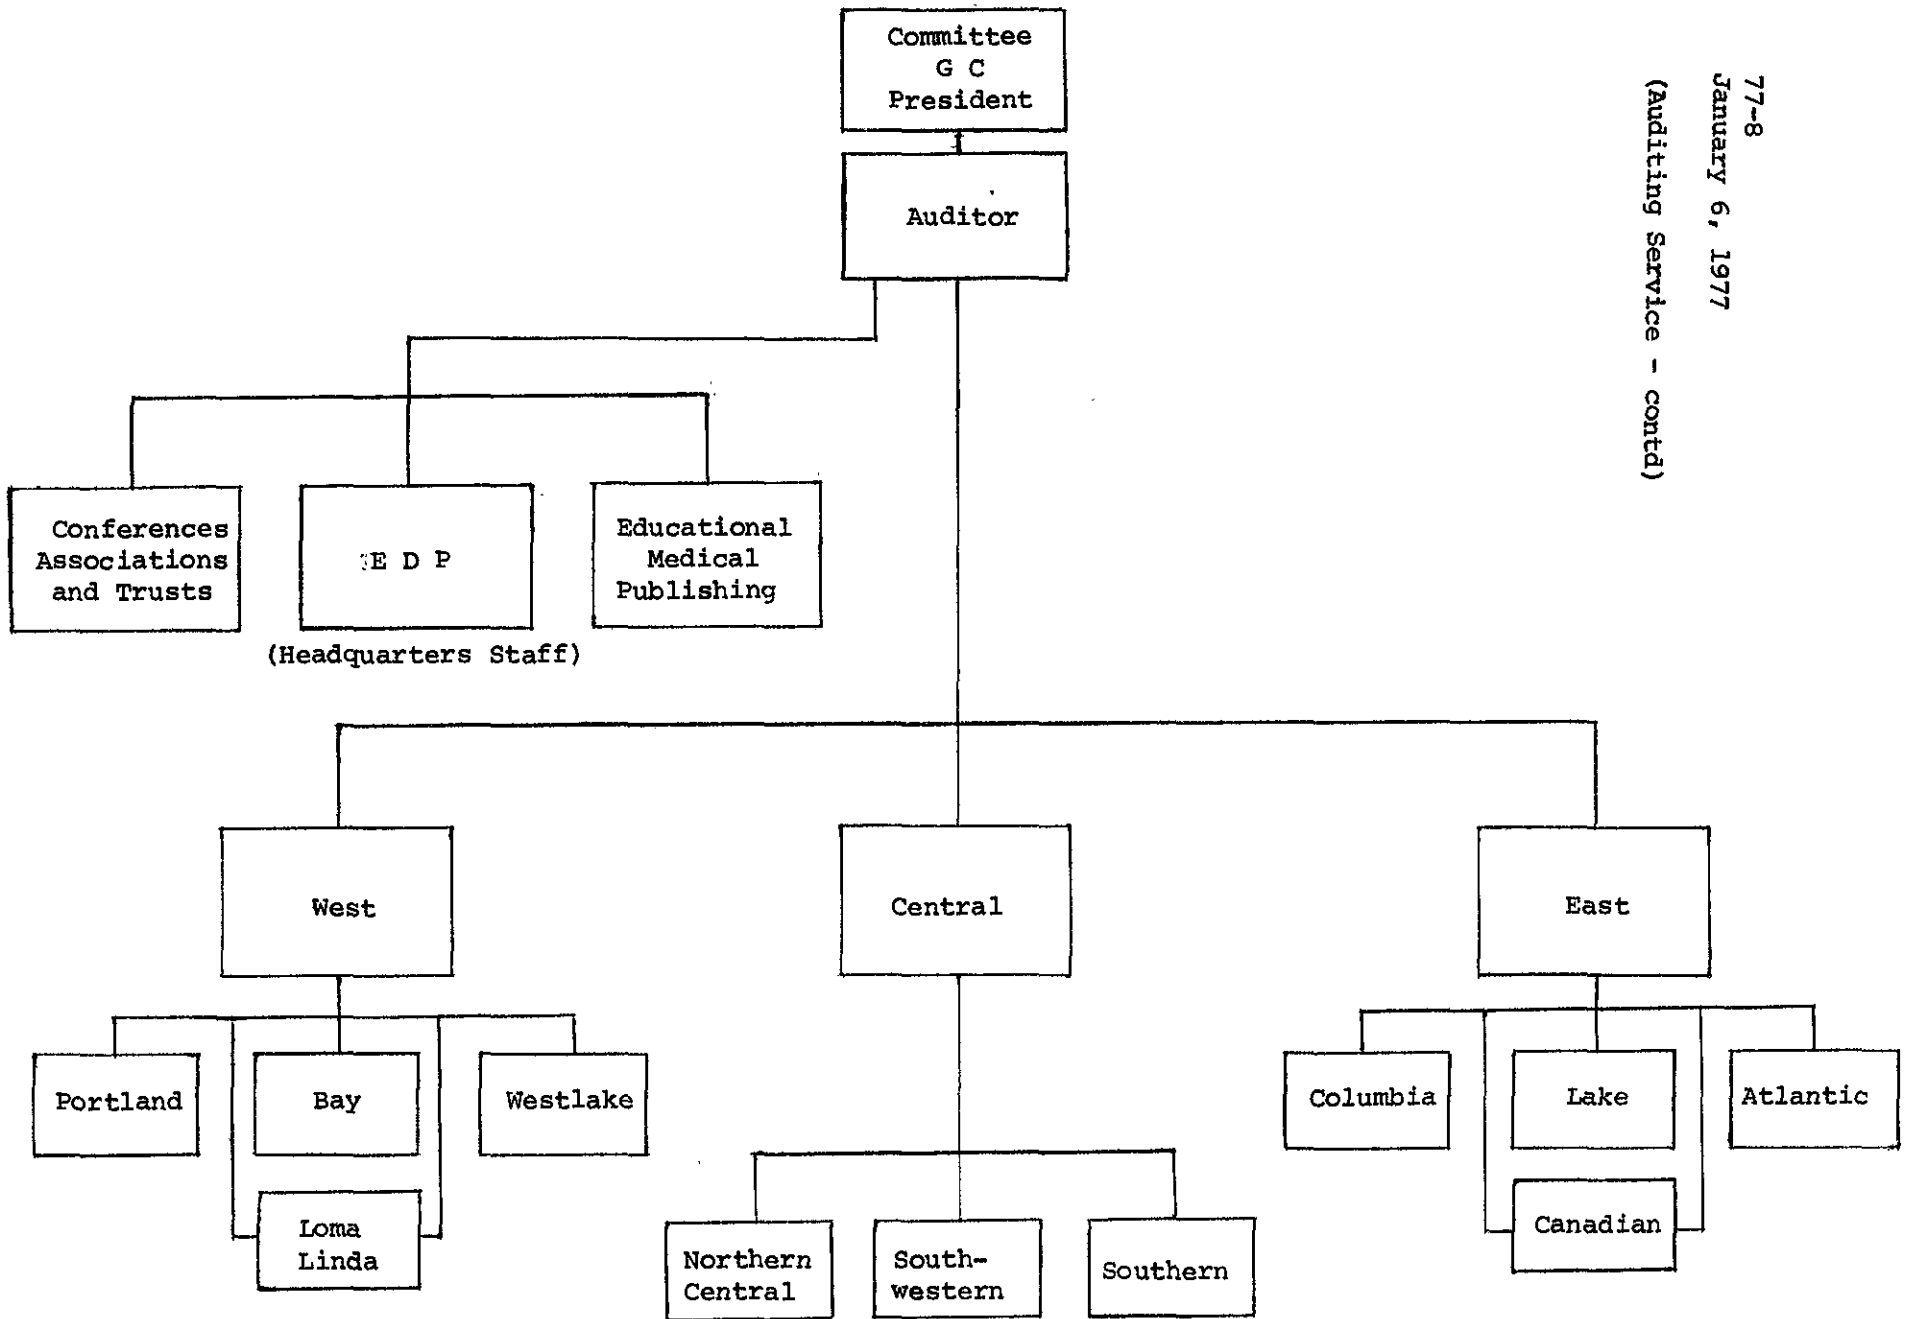 77-8
January 6, 1977
(Auditing Service - contd)
Committee
G C
President
Auditor
Conferences
Associations
and Trusts
E D P
Educational
Medical
Publishing
(Headquarters Staff)
West
Central
East
Portland
Bay
Westlake
Loma
Linda
Northern
Central
South-
western
Southern
Columbia
Lake
Atlantic
Canadian